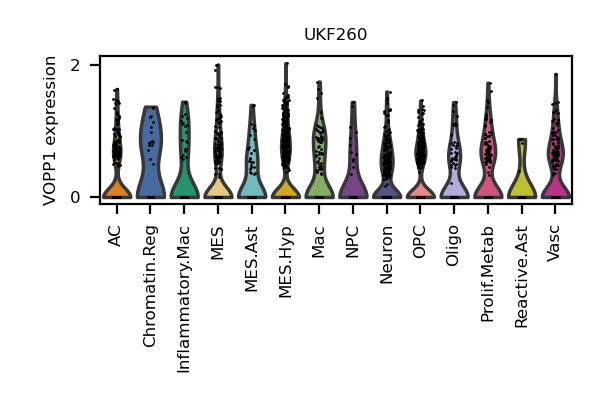 UKF260
VOPP1 expression
2
0
AC
Chromatin.Reg
Inflammatory.Mac
MES
MES.Ast
MES.Hyp
Mac
NPC
Neuron
OPC
Oligo
Prolif.Metab
Reactive.Ast
Vasc